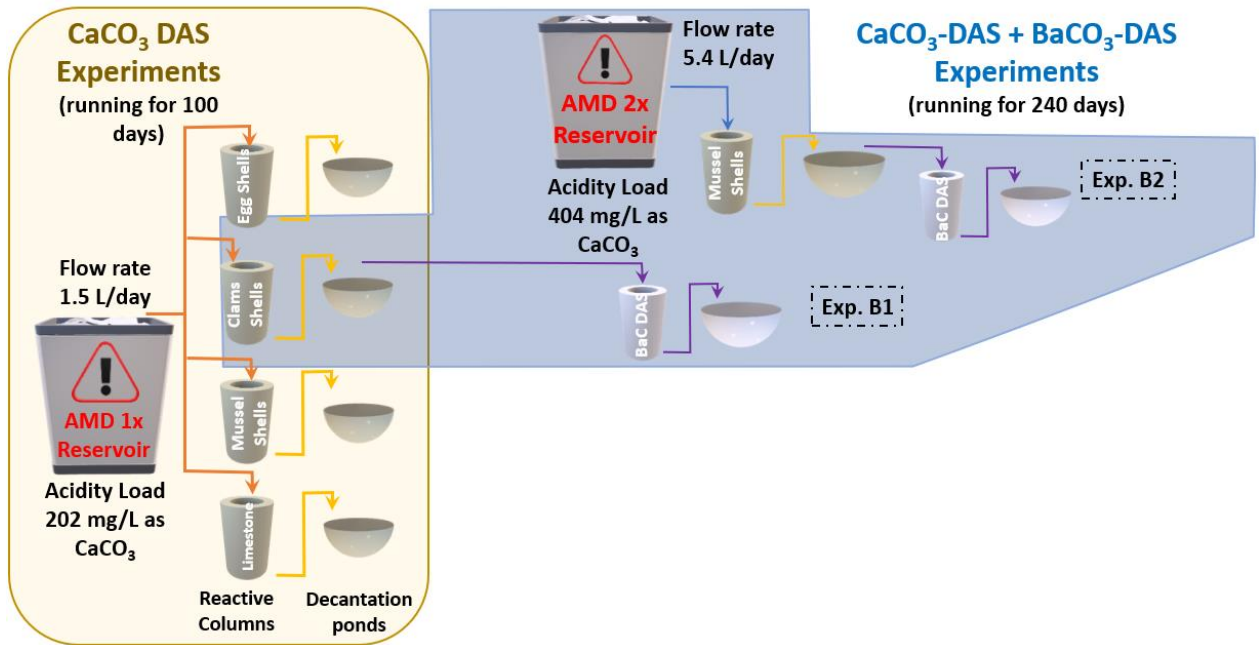 CaCO₃ DAS
Experiments
(running for 100
days)
Flow rate
1.5 L/day
AMD 1x
Reservoir
Acidity Load
202 mg/L as
CaCO₃
Egg Shells
Clams
Shells
Mussel
Shells
Limestone
Reactive
Columns
Decantation
ponds
AMD 2x
Reservoir
Flow rate
5.4 L/day
Acidity Load
404 mg/L as
CaCO₃
Mussel
Shells
BaC DAS
Exp. B2
BaC DAS
Exp. B1
CaCO₃-DAS + BaCO₃-DAS
Experiments
(running for 240 days)